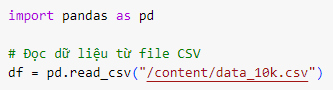 import pandas as pd
# Đọc dữ liệu từ file CSV
df = pd.read_csv("/content/data_10k.csv")